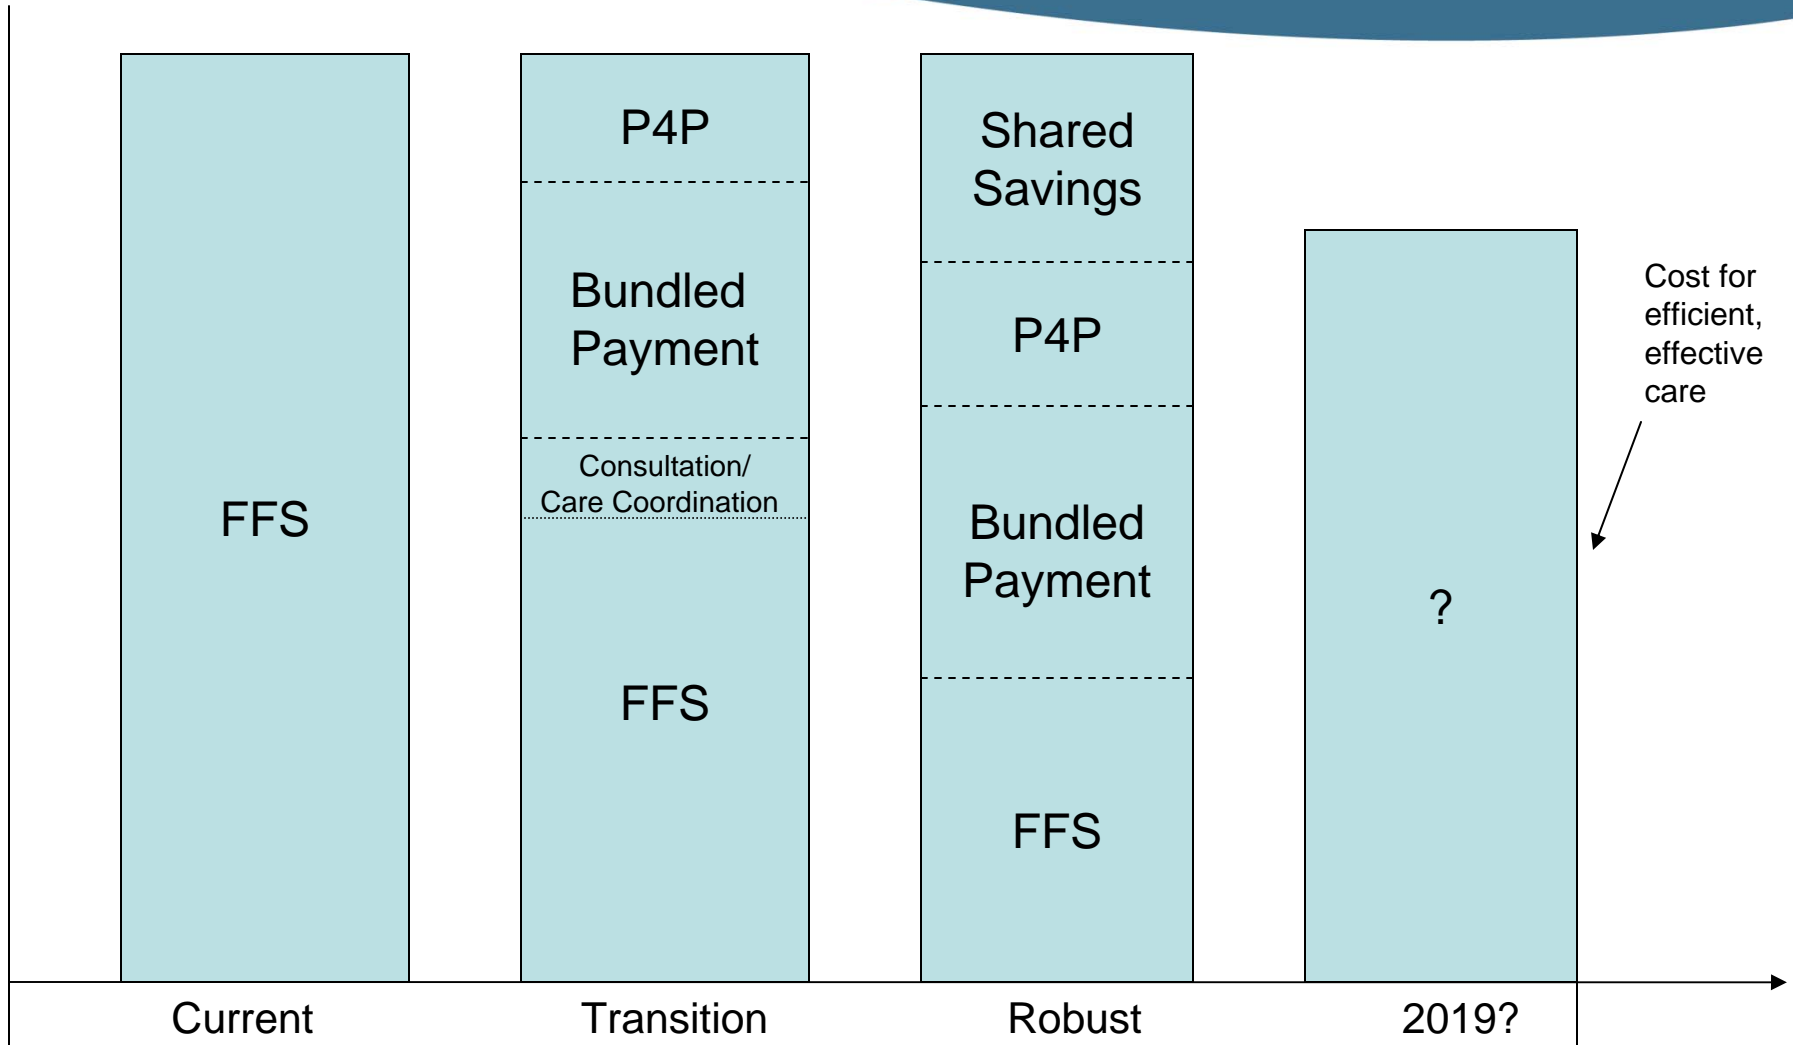 FFS
Current
P4P
Bundled
Payment
Consultation/
Care Coordination
FFS
Transition
Shared
Savings
P4P
Bundled
Payment
FFS
Robust
?
2019?
Cost for
efficient,
effective
care